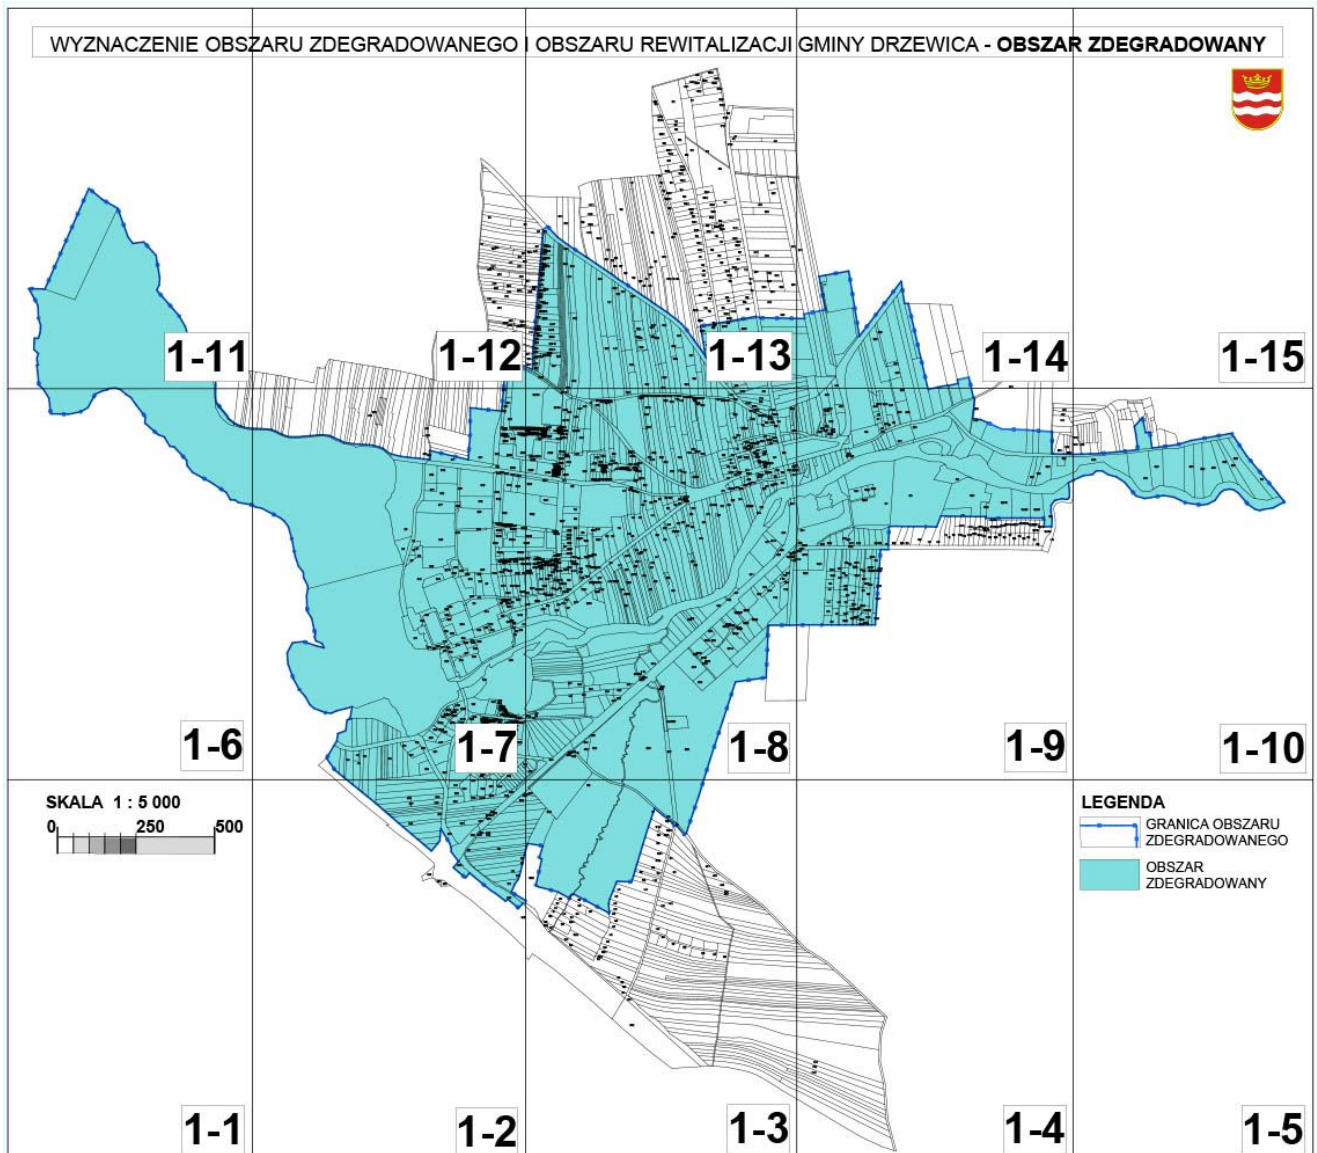 WYZNACZENIE OBSZARU ZDEGRADOWANEGO I OBSZARU REWITALIZACJI GMINY DRZEWICA - OBSZAR ZDEGRADOWANY
1-11
1-12
1-13
1-14
1-15
1-6
1-7
1-8
1-9
1-10
SKALA 1 : 5 000
0 250 500
LEGENDA
GRANICA OBSZARU
ZDEGRADOWANEGO
OBSZAR
ZDEGRADOWANY
1-1
1-2
1-3
1-4
1-5